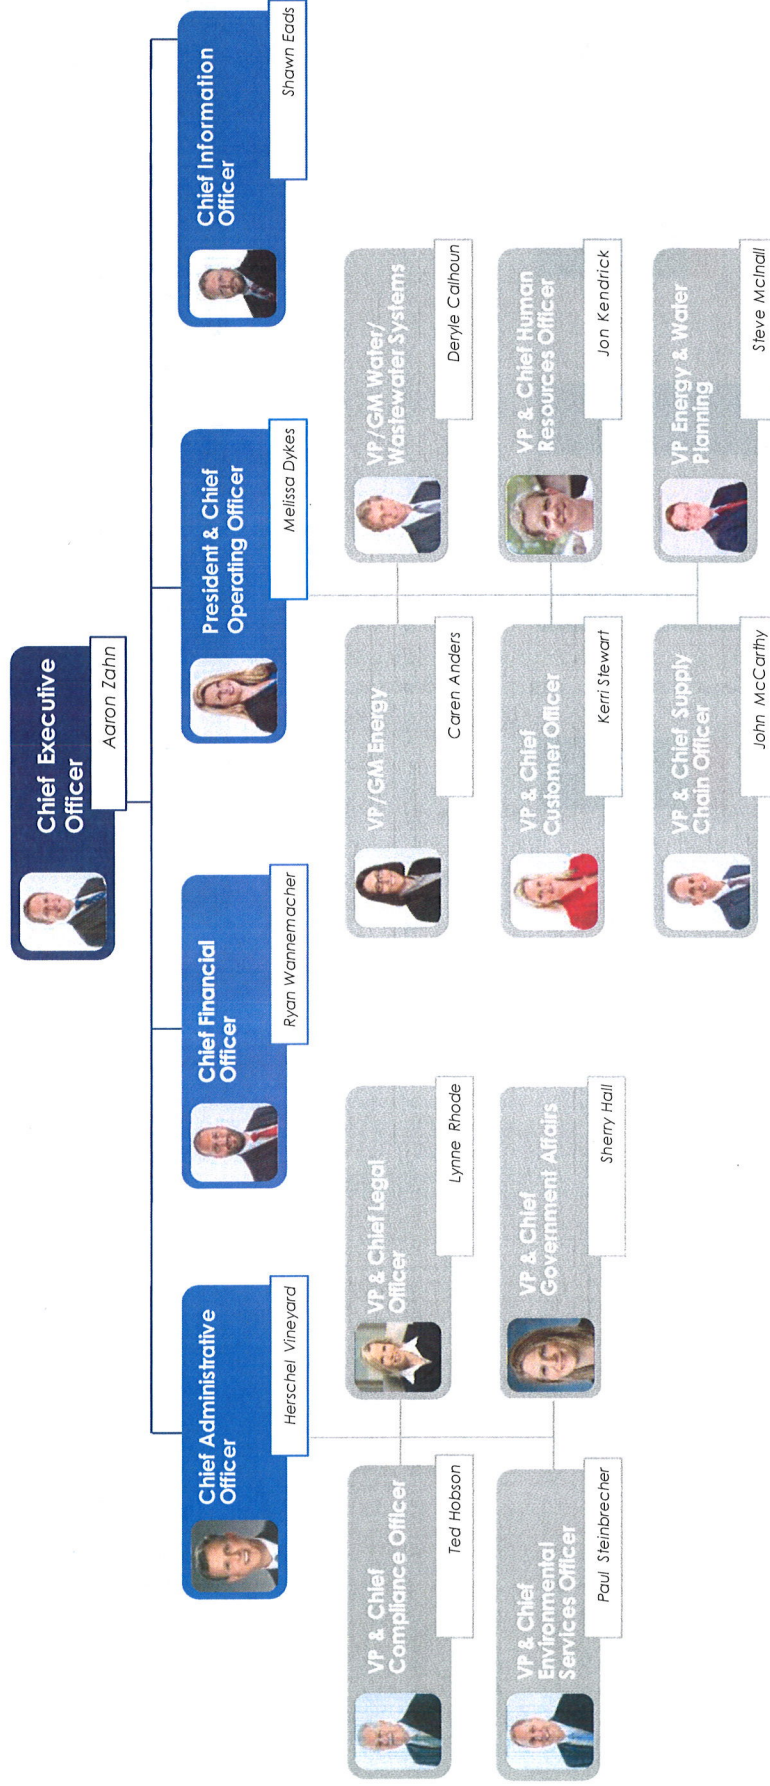 Chief Executive
Officer
Aaron Zahn
Chief Administrative
Officer
Herschel Vineyard
Chief Financial
Officer
Ryan Wannemacher
President & Chief
Operating Officer
Melissa Dykes
Chief Information
Officer
Shawn Eads
VP & Chief
Compliance Officer
Ted Hobson
VP & Chief Legal
Officer
Lynne Rhode
VP & Chief
Environmental
Services Officer
Paul Steinbrecher
VP & Chief
Government Affairs
Sherry Hall
VP/GM Energy
Caren Anders
VP/GM Water/
Wastewater Systems
Deryle Calhoun
VP & Chief
Customer Officer
Kerri Stewart
VP & Chief Human
Resources Officer
Jon Kendrick
VP & Chief Supply
Chain Officer
John McCarthy
VP Energy & Water
Planning
Steve McInall